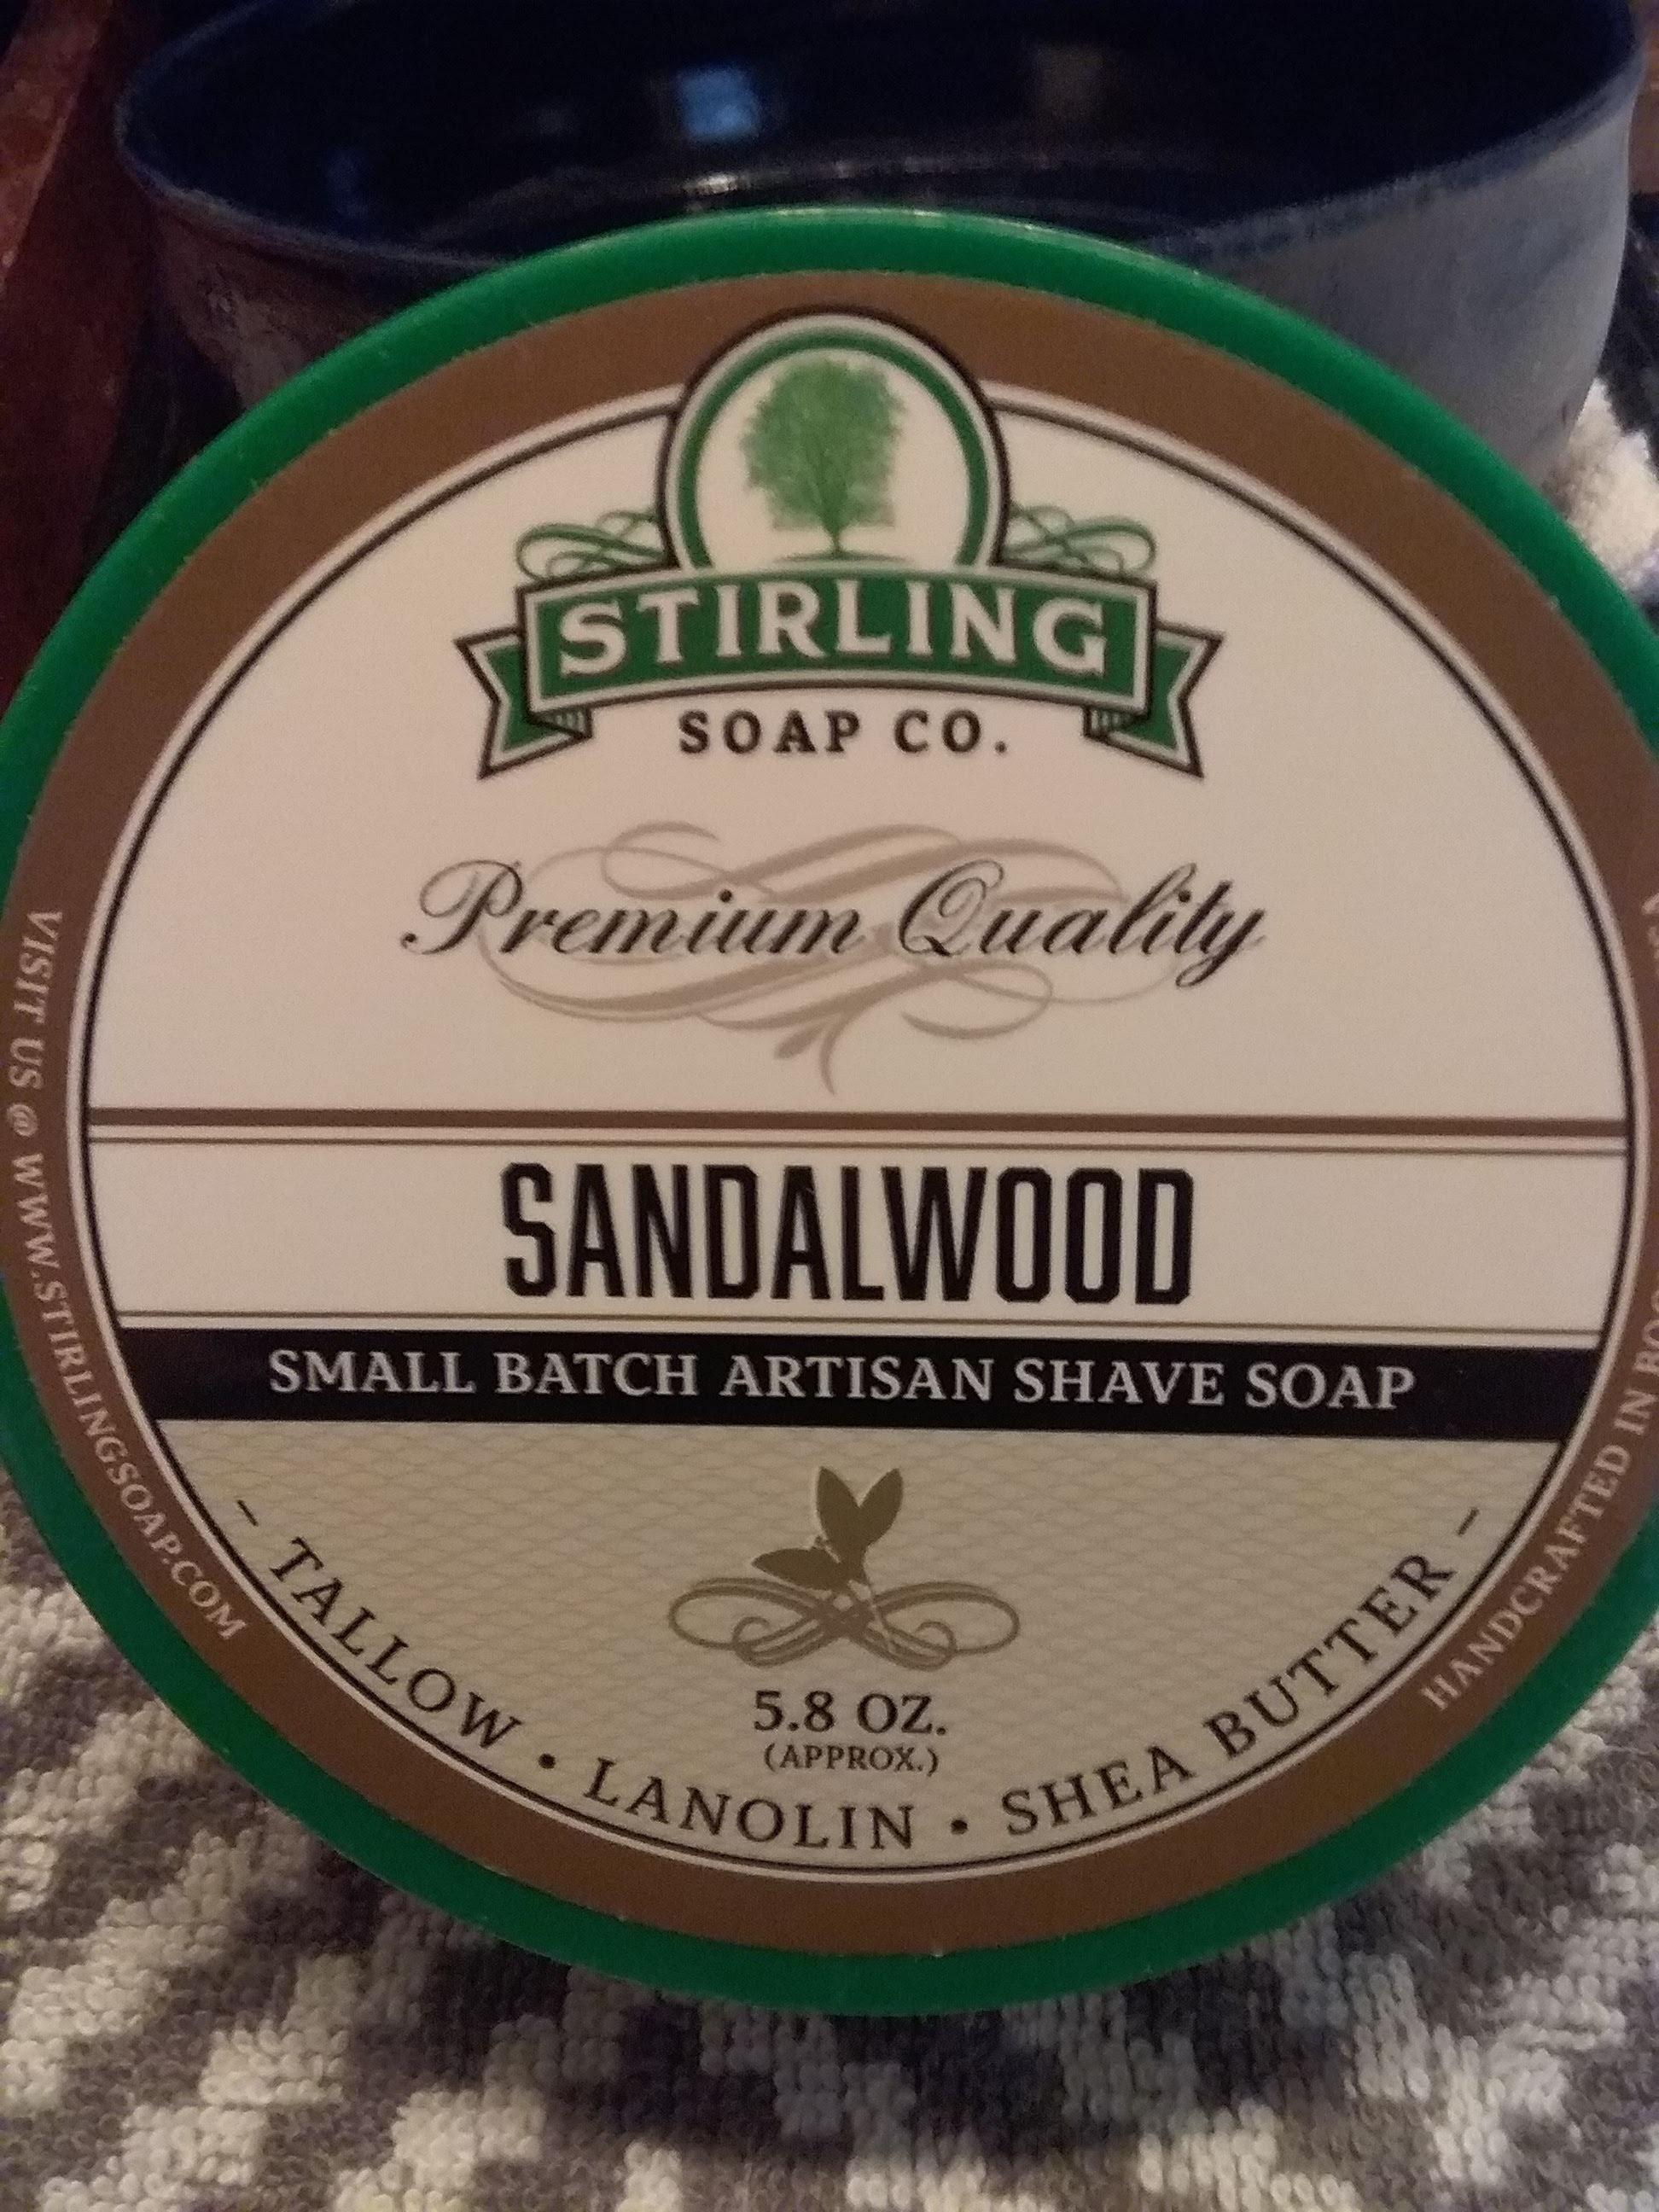 STIRLING
SOAP CO.
Premium Quality
SANDALWOOD
SMALL BATCH ARTISAN SHAVE SOAP
5.8 OZ.
(APPROX.)
- TALLOW • LANOLIN • SHEA BUTTER -
VISIT US @ WWW.STIRLINGSOAP.COM
HANDCRAFTED IN